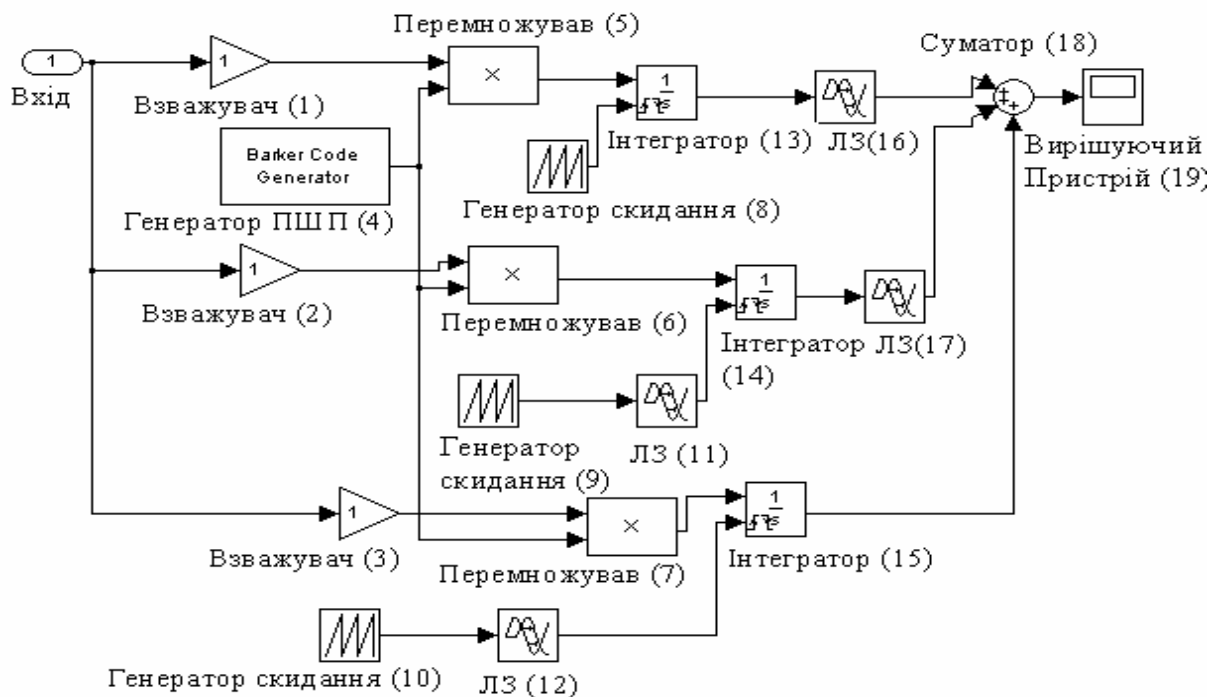 Перемножував (5)
Суматор (18)
1
Вхід
1
Взважувач (1)
×
1
s
Інтегратор (13)
ЛЗ(16)
Вирішуючий
Пристрій (19)
Barker Code
Generator
Генератор ПШП (4)
Генератор скидання (8)
1
Взважувач (2)
×
Перемножував (6)
1
s
Інтегратор
(14)
ЛЗ(17)
Генератор
скидання (9)
ЛЗ (11)
1
Взважувач (3)
×
Перемножував (7)
1
s
Інтегратор (15)
Генератор скидання (10)
ЛЗ (12)